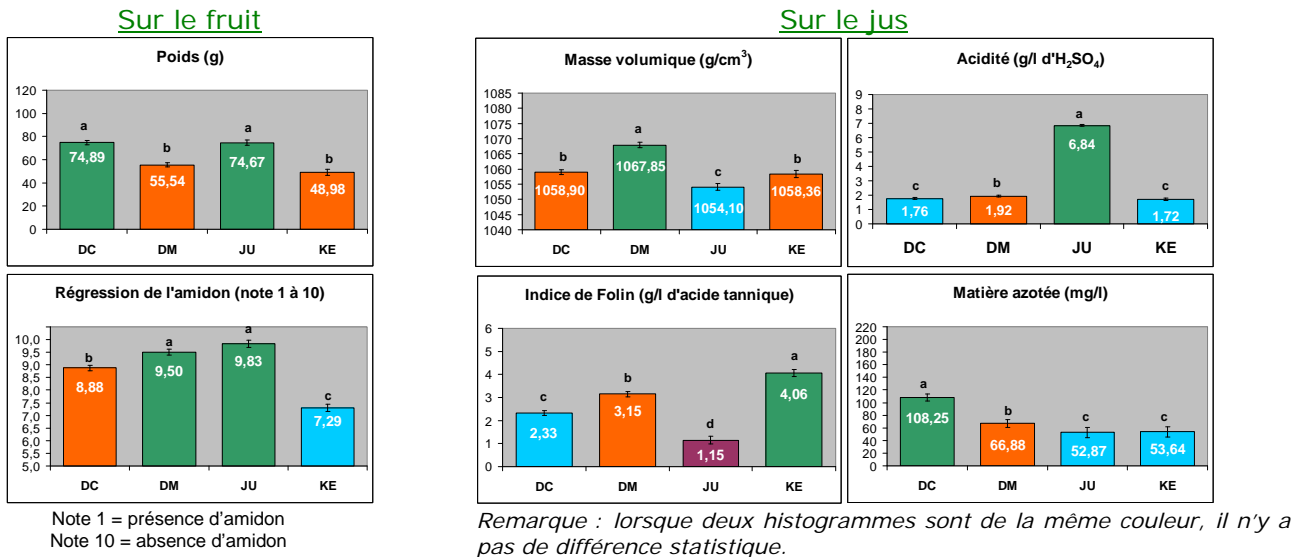 Sur le fruit
Sur le jus
Poids (g)
120
100
80
60
40
20
0
a
b
a
b
74,89
55,54
74,67
48,98
DC DM JU KE
Masse volumique (g/cm³)
1085
1080
1075
1070
1065
1060
1055
1050
1045
1040
b
a
c
b
1058,90
1067,85
1054,10
1058,36
DC DM JU KE
Acidité (g/l d'H₂SO₄)
9
8
7
6
5
4
3
2
1
0
c
b
a
c
1,76
1,92
6,84
1,72
DC DM JU KE
Régression de l'amidon (note 1 à 10)
10,0
9,5
9,0
8,5
8,0
7,5
7,0
6,5
6,0
5,5
5,0
b
a
a
c
8,88
9,50
9,83
7,29
DC DM JU KE
Indice de Folin (g/l d'acide tannique)
6
5
4
3
2
1
0
c
b
d
a
2,33
3,15
1,15
4,06
DC DM JU KE
Matière azotée (mg/l)
220
200
180
160
140
120
100
80
60
40
20
0
a
b
c
c
108,25
66,88
52,87
53,64
DC DM JU KE
Note 1 = présence d'amidon
Note 10 = absence d'amidon
Remarque : lorsque deux histogrammes sont de la même couleur, il n'y a
pas de différence statistique.